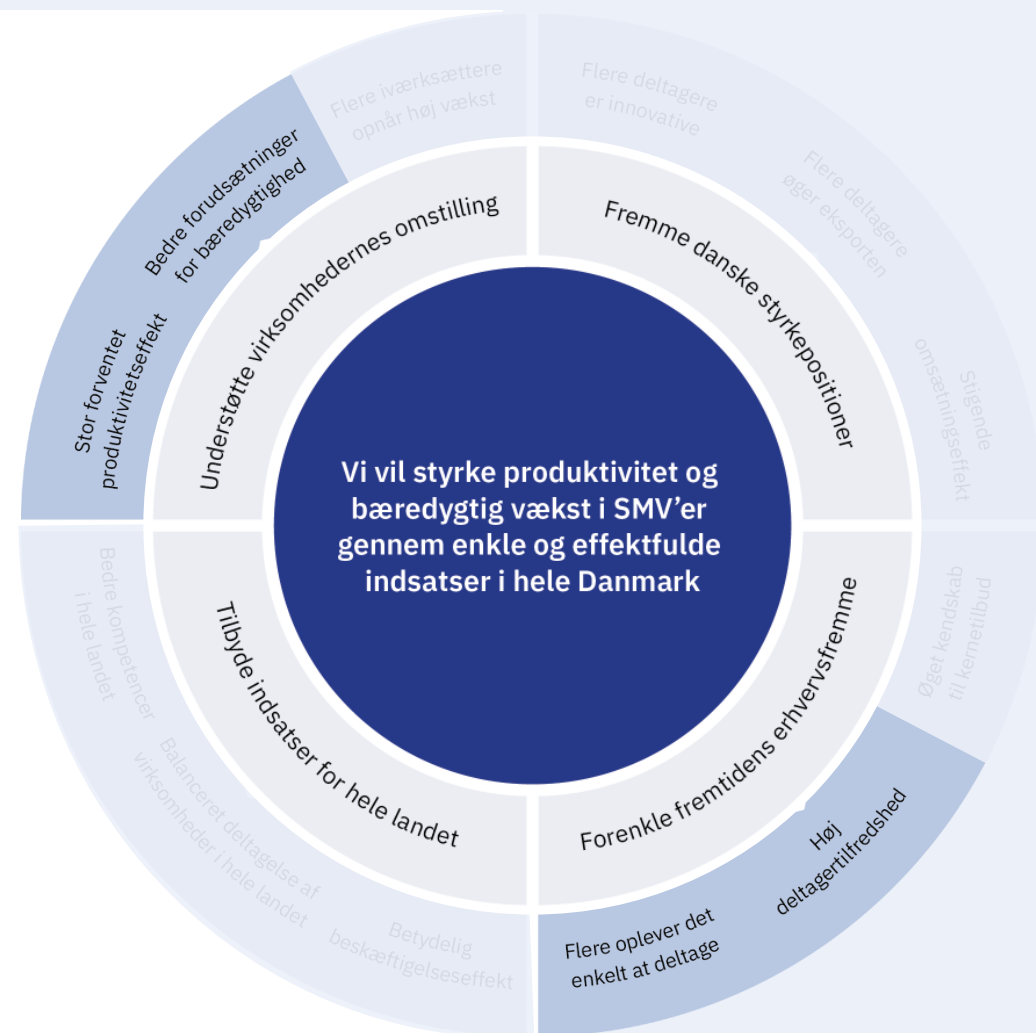 Vi vil styrke produktivitet og
bæredygtig vækst i SMV’er
gennem enkle og effektfulde
indsatser i hele Danmark
Understøtte virksomhedernes omstilling
Stor forventet
produktivitetseffekt
Bedre forudsætninger
for bæredygtighed
Flere iværksættere
opnår høj vækst
Fremme danske styrkepositioner
Flere deltagere
er innovative
Flere deltagere
øger eksporten
Stigende
omsætningseffekt
Forenkle fremtidens erhvervsfremme
Øget kendskab
til kernetilbud
Høj
deltagertilfredshed
Flere oplever det
enkelt at deltage
Tilbyde indsatser for hele landet
Betydelig
beskæftigelseseffekt
Balanceret deltagelse af
virksomheder i hele landet
Bedre kompetencer
i hele landet